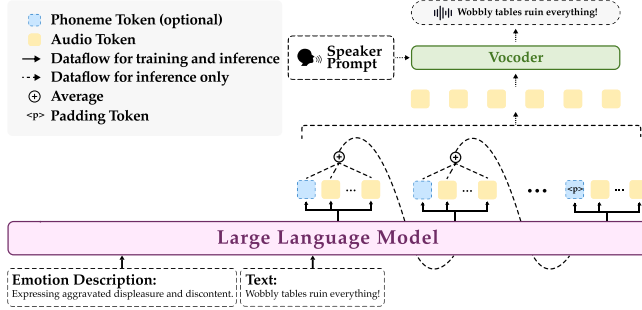 Phoneme Token (optional)
Audio Token
Dataflow for training and inference
Dataflow for inference only
Average
<p> Padding Token
Wobbly tables ruin everything!
Speaker
Prompt
Vocoder
...
...
...
<p>
...
Large Language Model
Emotion Description:
Expressing aggravated displeasure and discontent.
Text:
Wobbly tables ruin everything!